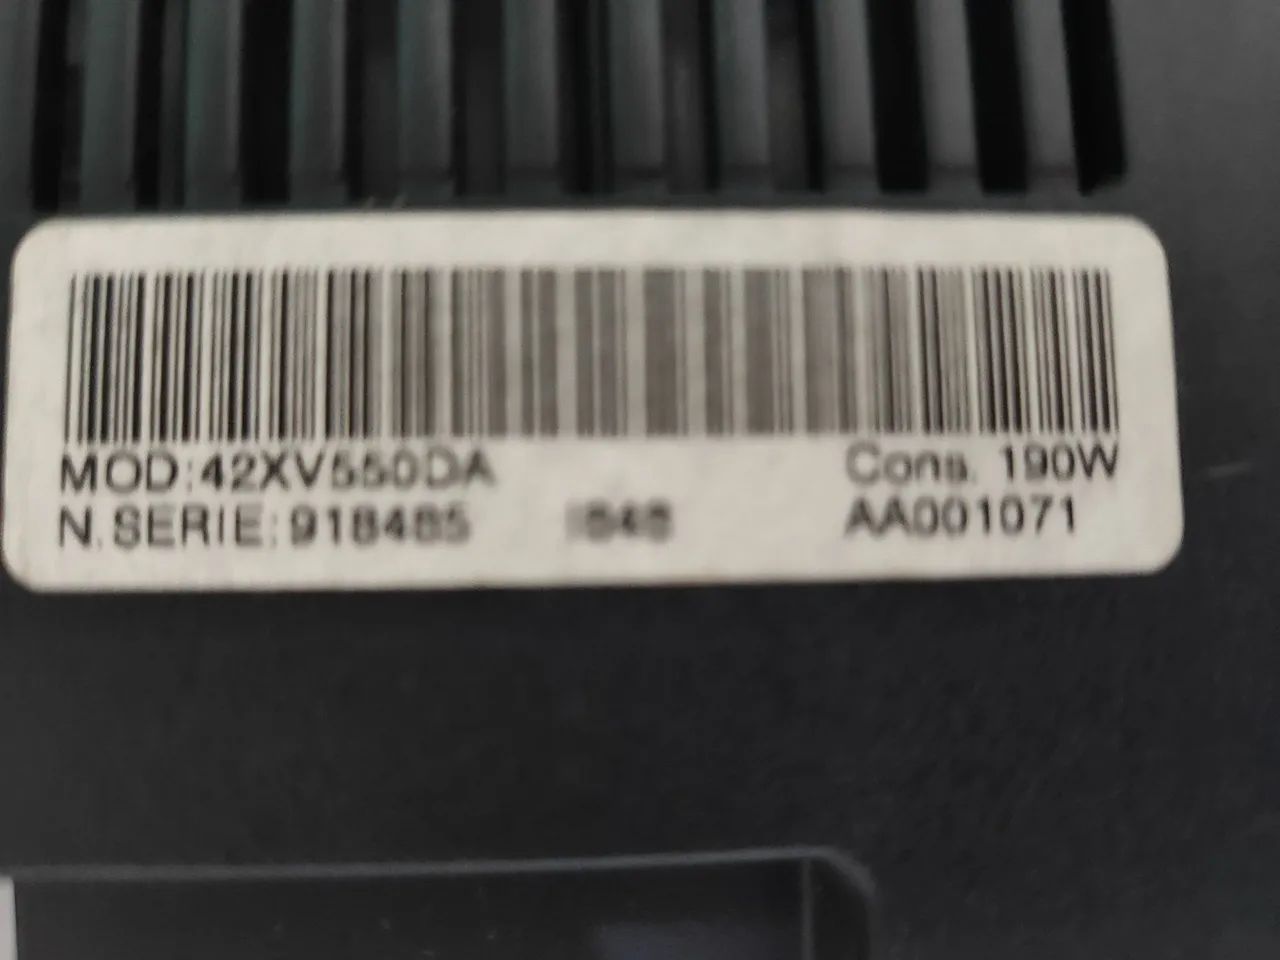 MOD:42XV550DA Cons. 190W
N.SERIE:918485 AA001071